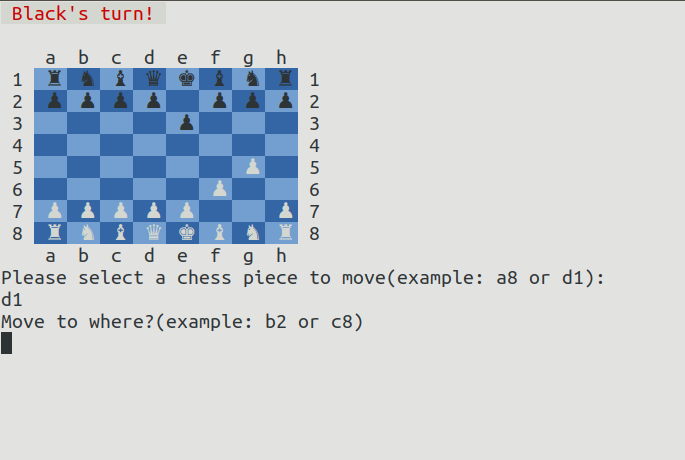 Black's turn!
a b c d e f g h
1 ♜ ♞ ♝ ♛ ♚ ♝ ♞ ♜ 1
2 ♟ ♟ ♟ ♟ ♟ ♟ ♟ 2
3 ♟ 3
4 4
5 ♟ 5
6 ♟ 6
7 ♟ ♟ ♟ ♟ ♟ ♟ 7
8 ♜ ♞ ♝ ♛ ♚ ♝ ♞ ♜ 8
a b c d e f g h
Please select a chess piece to move(example: a8 or d1):
d1
Move to where?(example: b2 or c8)